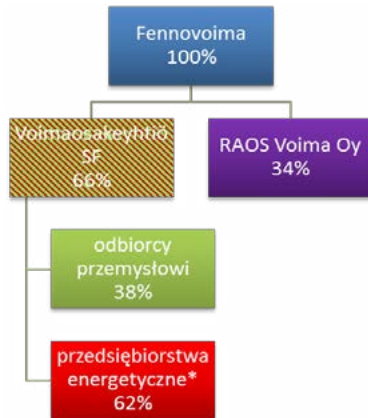 Fennovoima
100%
Voimaosakeyhtiö
SF
66%
RAOS Voima Oy
34%
odbiorcy
przemysłowi
38%
przedsiębiorstwa
energetyczne*
62%